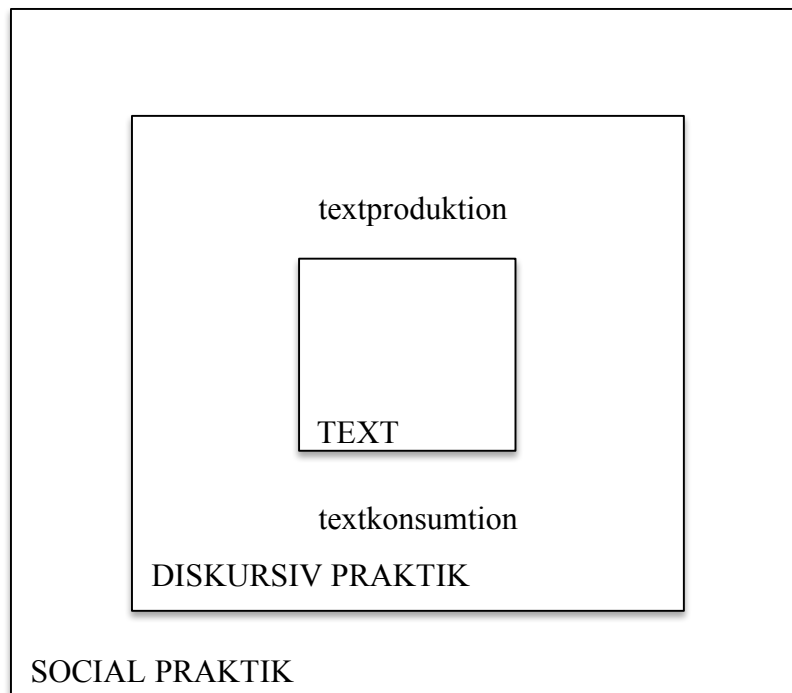 textproduktion
TEXT
textkonsumtion
DISKURSIV PRAKTIK
SOCIAL PRAKTIK